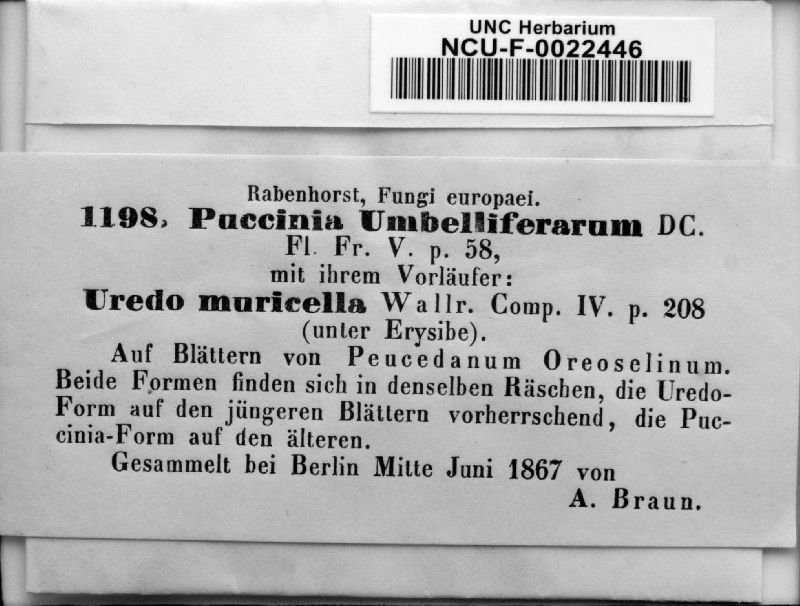 UNC Herbarium
NCU-F-0022446
Rabenhorst, Fungi europaei.
1198. Puccinia Umbelliferarum DC.
Fl. Fr. V. p. 58,
mit ihrem Vorläufer:
Uredo muricella Wallr. Comp. IV. p. 208
(unter Erysibe).
Auf Blättern von Peucedanum Oreoselinum.
Beide Formen finden sich in denselben Räschen, die Uredo-
Form auf den jüngeren Blättern vorherrschend, die Puc-
cinia-Form auf den älteren.
Gesammelt bei Berlin Mitte Juni 1867 von
A. Braun.